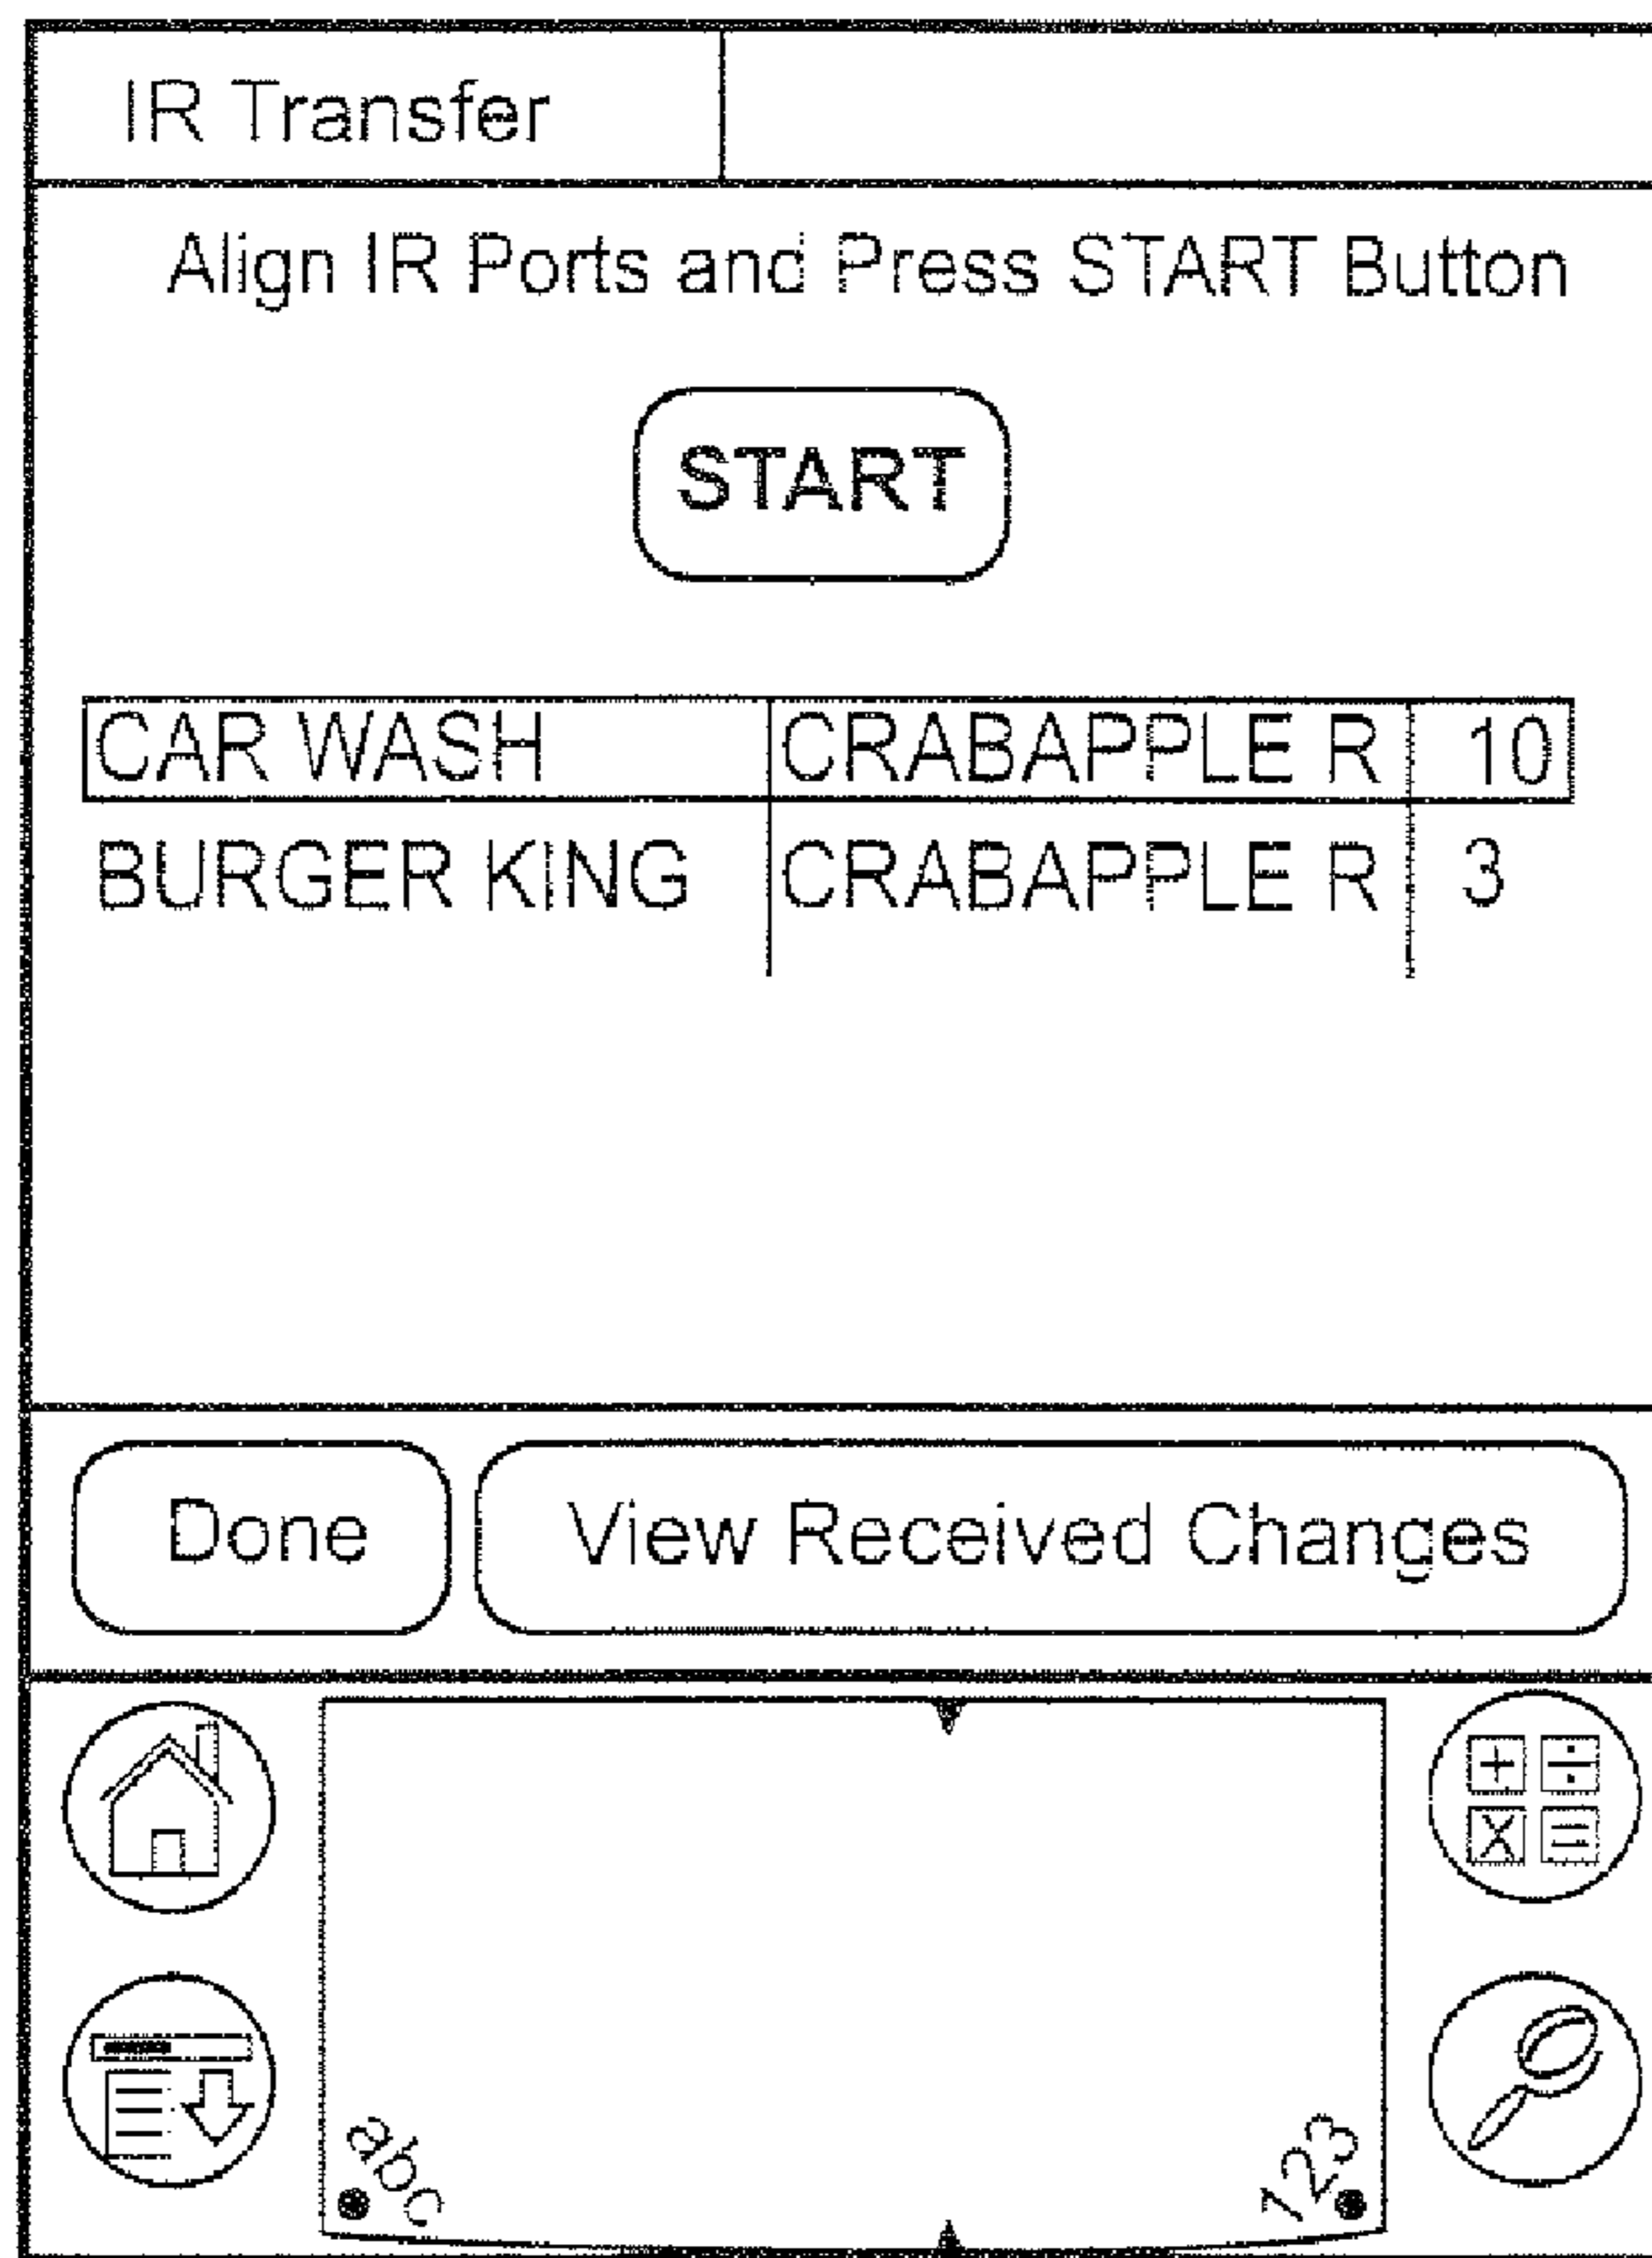 IR Transfer
Align IR Ports and Press START Button
START
CAR WASH CRABAPPLE R 10
BURGER KING CRABAPPLE R 3
Done View Received Changes
abc 123